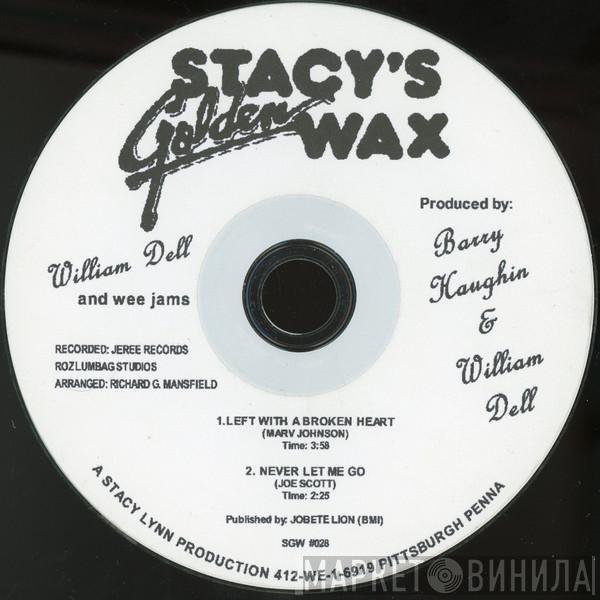 STACY'S
Golden
WAX
Produced by:
Barry
Haughin
&
William
Dell
William Dell
and wee jams
RECORDED: JEREE RECORDS
ROZLUMBAG STUDIOS
ARRANGED: RICHARD G. MANSFIELD
1.LEFT WITH A BROKEN HEART
(MARV JOHNSON)
Time: 3:58
2. NEVER LET ME GO
(JOE SCOTT)
Time: 2:25
Published by: JOBETE LION (BMI)
SGW #028
A STACY LYNN PRODUCTION 412-WE-1-6919 PITTSBURGH PENNA
МАРКЕТ ВИНИЛА